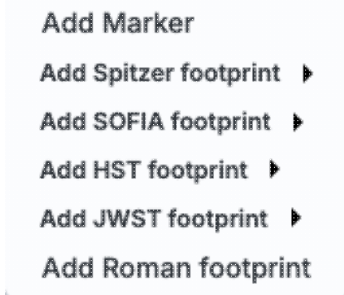 Add Marker
Add Spitzer footprint
Add SOFIA footprint
Add HST footprint
Add JWST footprint
Add Roman footprint